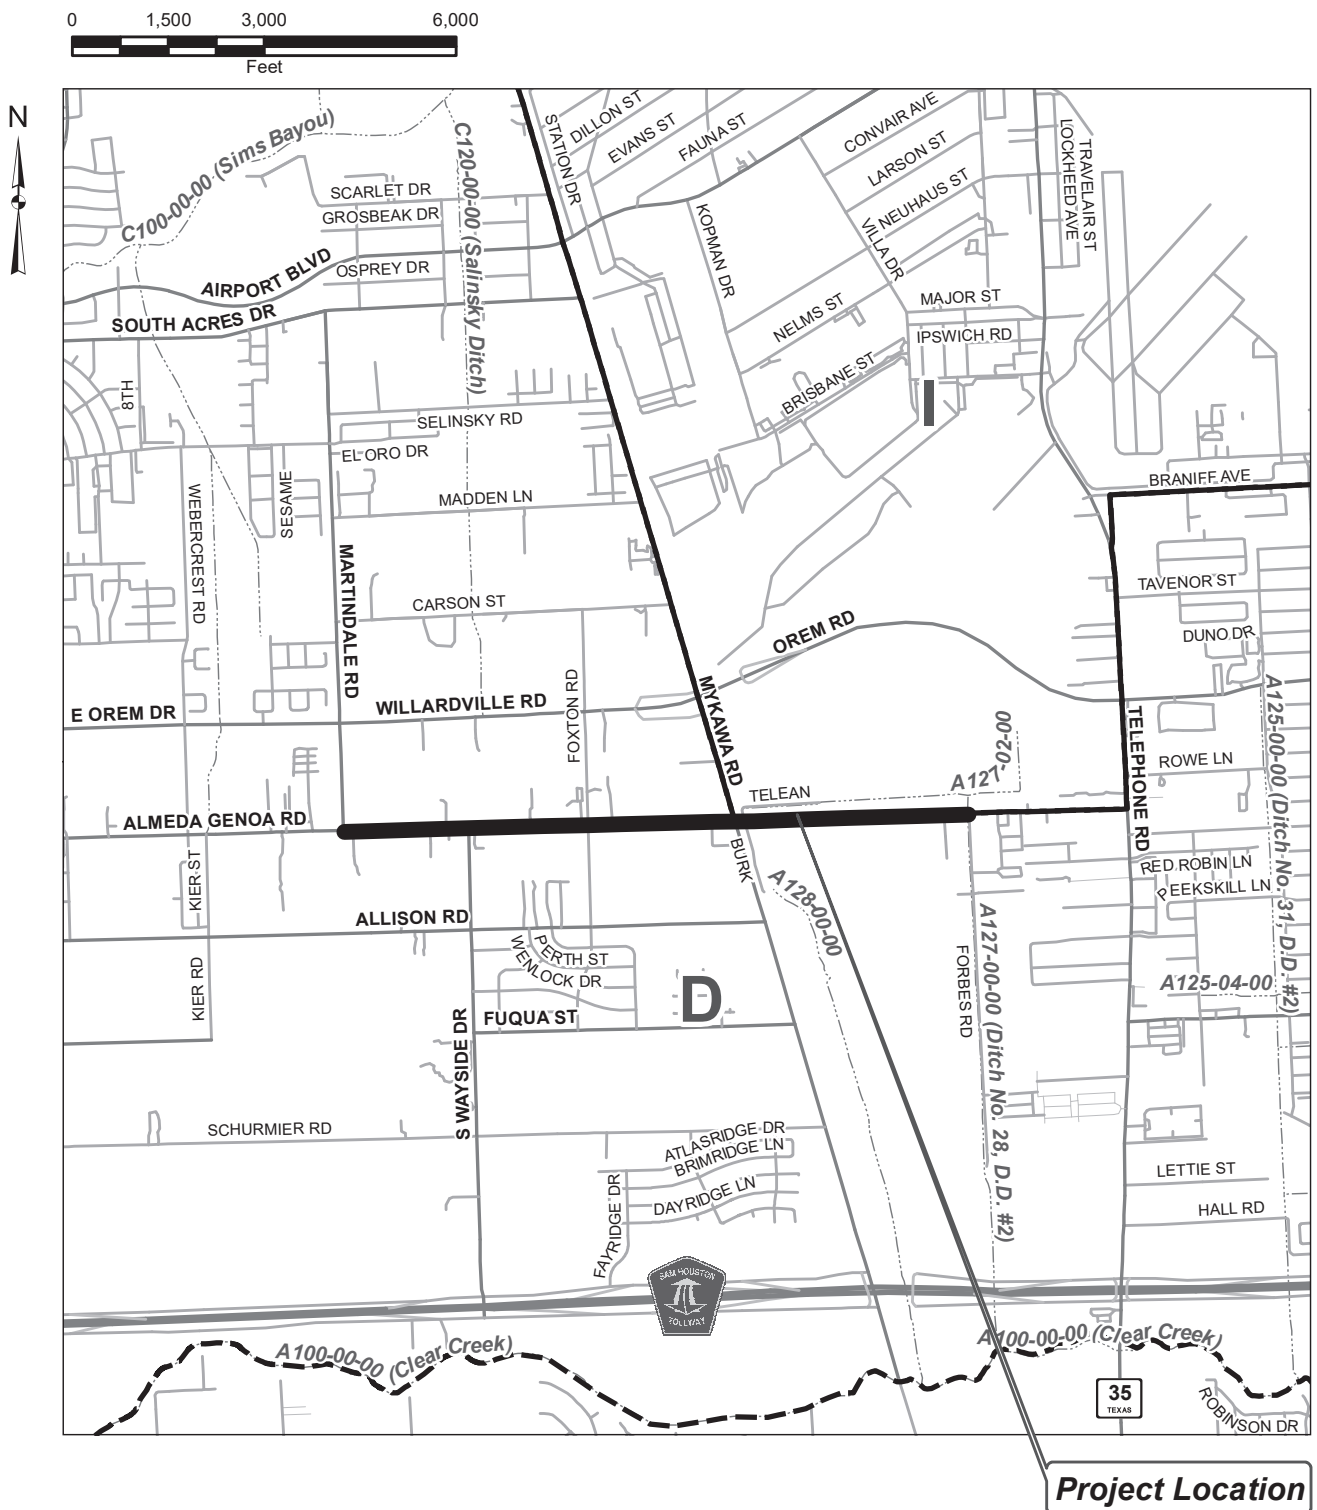 0 1,500 3,000 6,000
Feet
N
C100-00-00 (Sims Bayou)
C120-00-00 (Salinsky Ditch)
STATION DR
DILLON ST
EVANS ST
FAUNA ST
CONVAIR AVE
LARSON ST
NEUHAUS ST
LOCKHEED AVE
TRAVELAIR ST
SCARLET DR
GROSBEAK DR
OSPREY DR
AIRPORT BLVD
SOUTH ACRES DR
KOPMAN DR
VILLA DR
NELMS ST
MAJOR ST
IPSWICH RD
BRISBANE ST
I
8TH
SELINSKY RD
EL ORO DR
MADDEN LN
SESAME
WEBERCREST RD
BRANIFF AVE
MARTINDALE RD
CARSON ST
TAVENOR ST
DUNO DR
OREM RD
FOXTON RD
WILLARDVILLE RD
E OREM DR
MYKAWA RD
TELEPHONE RD
A125-00-00 (Ditch No. 31, D.D #2)
ROWE LN
A127-02-00
TELEAN
ALMEDA GENOA RD
BURK
KIER ST
RED ROBIN LN
PEEKSKILL LN
A128-00-00
ALLISON RD
PERTH ST
WENLOCK DR
FORBES RD
A127-00-00 (Ditch No. 28, D.D. #2)
A125-04-00
KIER RD
D
FUQUA ST
S WAYSIDE DR
SCHURMIER RD
ATLASRIDGE DR
BRIMRIDGE LN
DAYRIDGE LN
FAYRIDGE DR
LETTIE ST
HALL RD
SAM HOUSTON
TOLLWAY
A100-00-00 (Clear Creek)
A100-00-00 (Clear Creek)
35
TEXAS
ROBINSON DR
Project Location